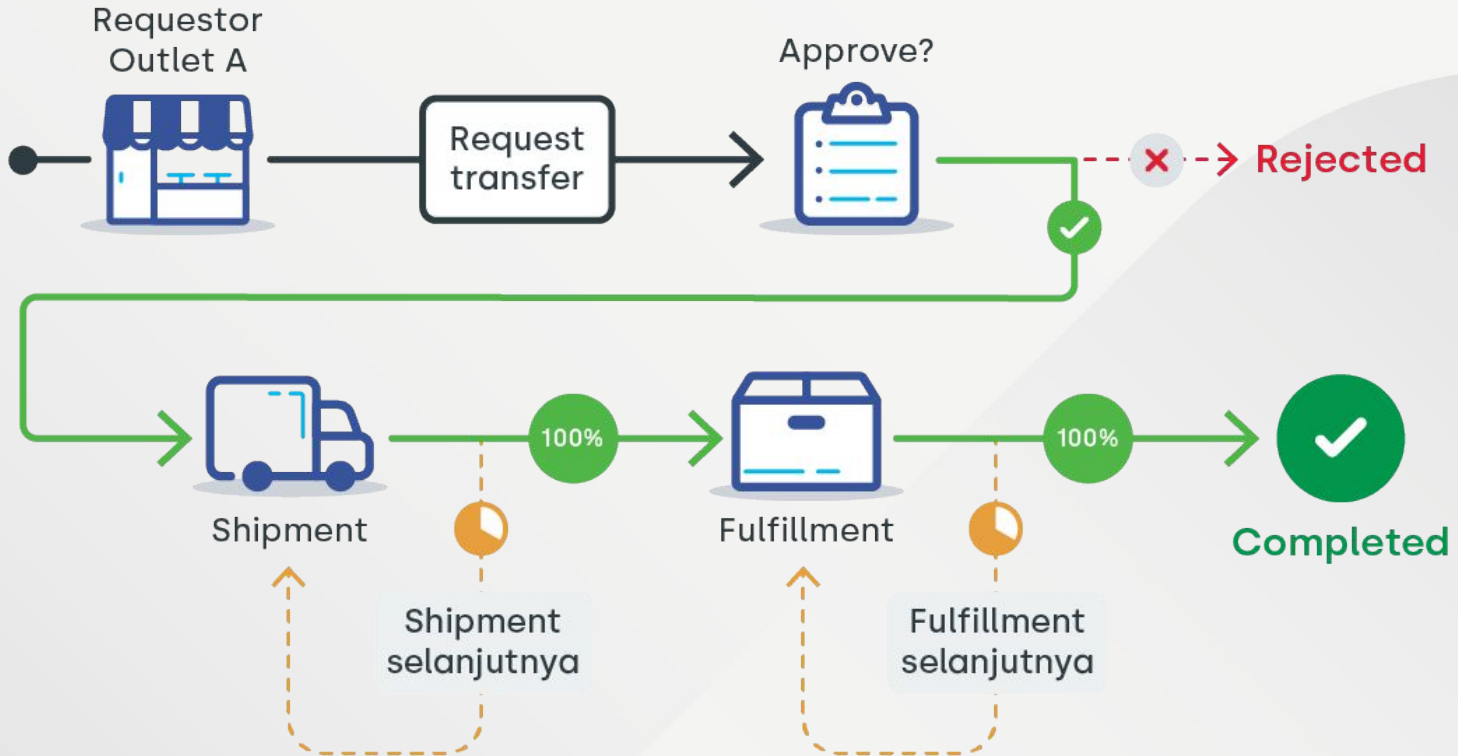 Requestor
Outlet A
Request
transfer
Approve?
Rejected
100%
100%
Shipment
Fulfillment
Completed
Shipment
selanjutnya
Fulfillment
selanjutnya